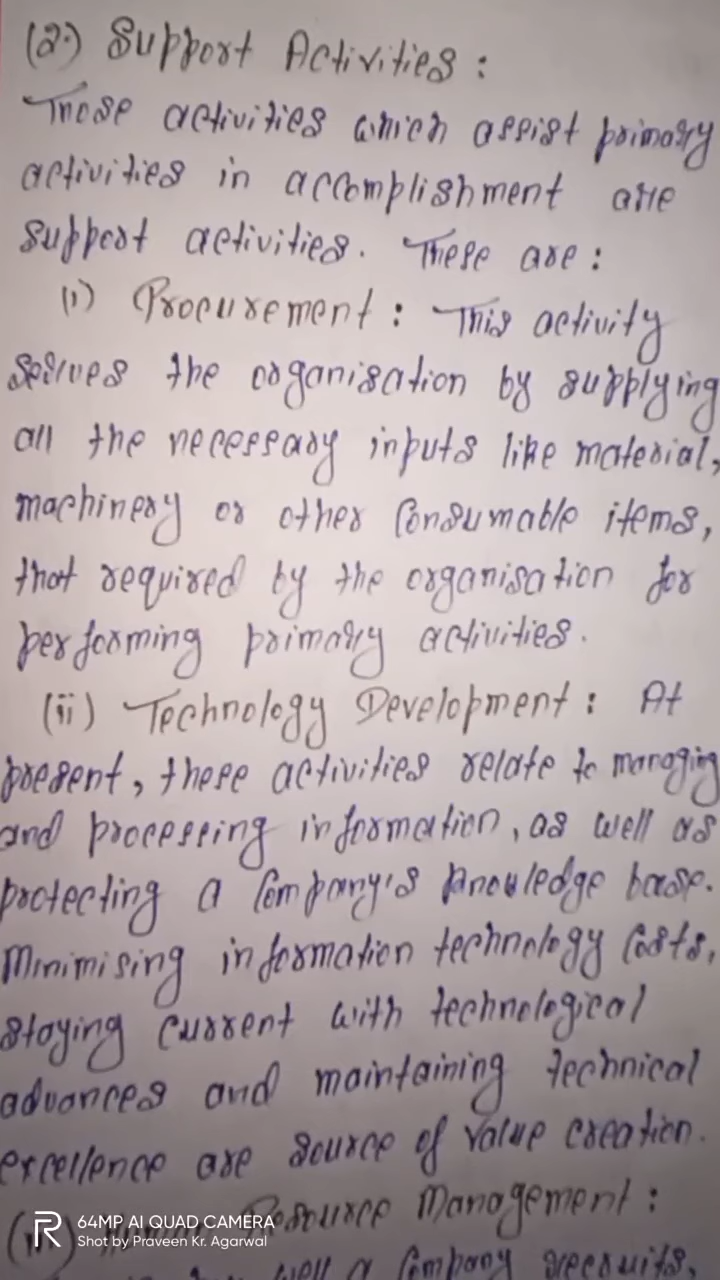 (2.) Support Activities :
Those activities which assist primary
activities in accomplishment are
support activities. These are :
(i) Procurement : This activity
serves the organisation by supplying
all the necessary inputs like material,
machinery or other consumable items,
that required by the organisation for
performing primary activities.
(ii) Technology Development : At
present, these activities relate to managing
and processing information, as well as
protecting a company's knowledge base.
Minimising information technology costs,
staying current with technological
advances and maintaining technical
excellence are source of value creation.
Resource Management :
well a company recruits,
64MP AI QUAD CAMERA
Shot by Praveen Kr. Agarwal